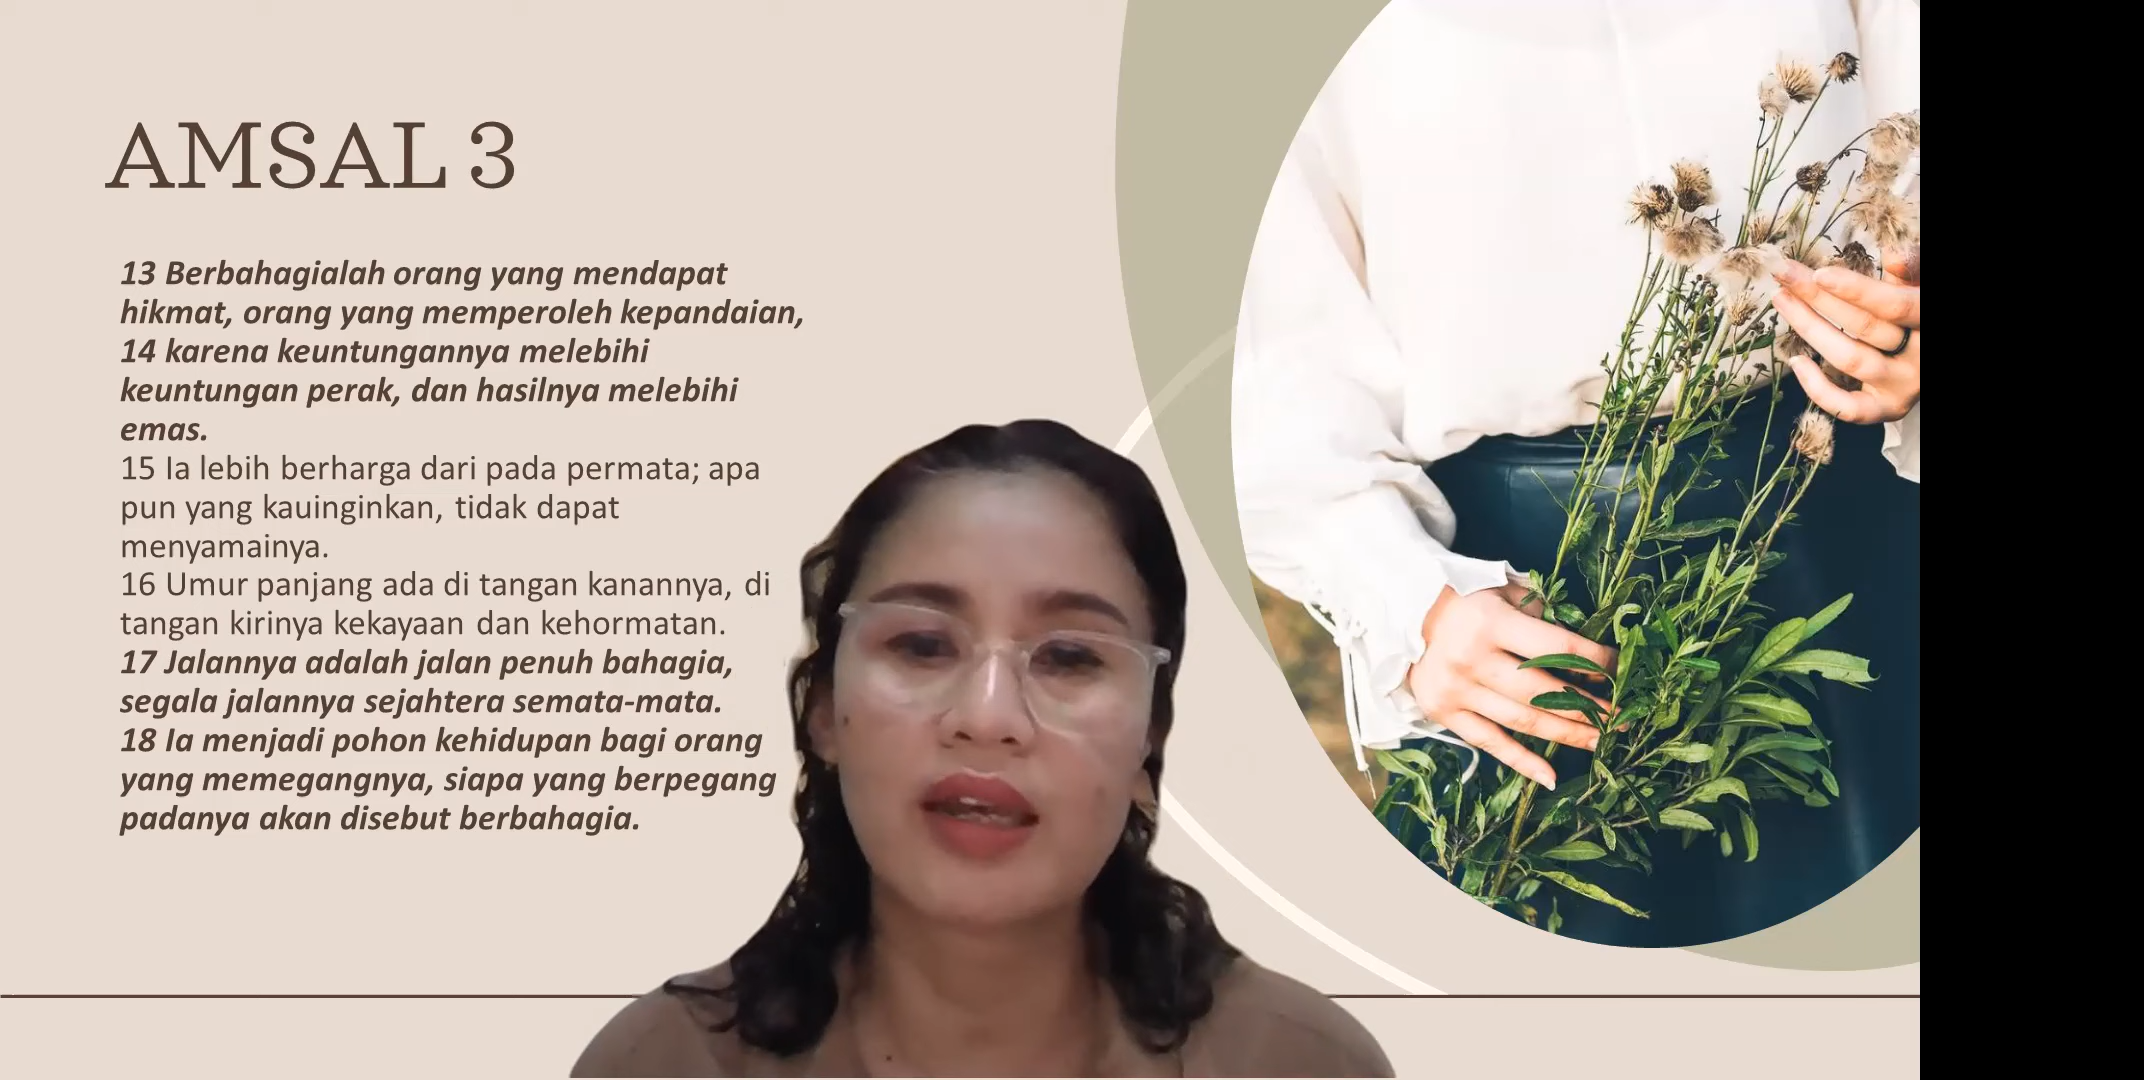 AMSAL 3
13 Berbahagialah orang yang mendapat
hikmat, orang yang memperoleh kepandaian,
14 karena keuntungannya melebihi
keuntungan perak, dan hasilnya melebihi
emas.
15 Ia lebih berharga dari pada permata; apa
pun yang kauinginkan, tidak dapat
menyamainya.
16 Umur panjang ada di tangan kanannya, di
tangan kirinya kekayaan dan kehormatan.
17 Jalannya adalah jalan penuh bahagia,
segala jalannya sejahtera semata-mata.
18 Ia menjadi pohon kehidupan bagi orang
yang memegangnya, siapa yang berpegang
padanya akan disebut berbahagia.